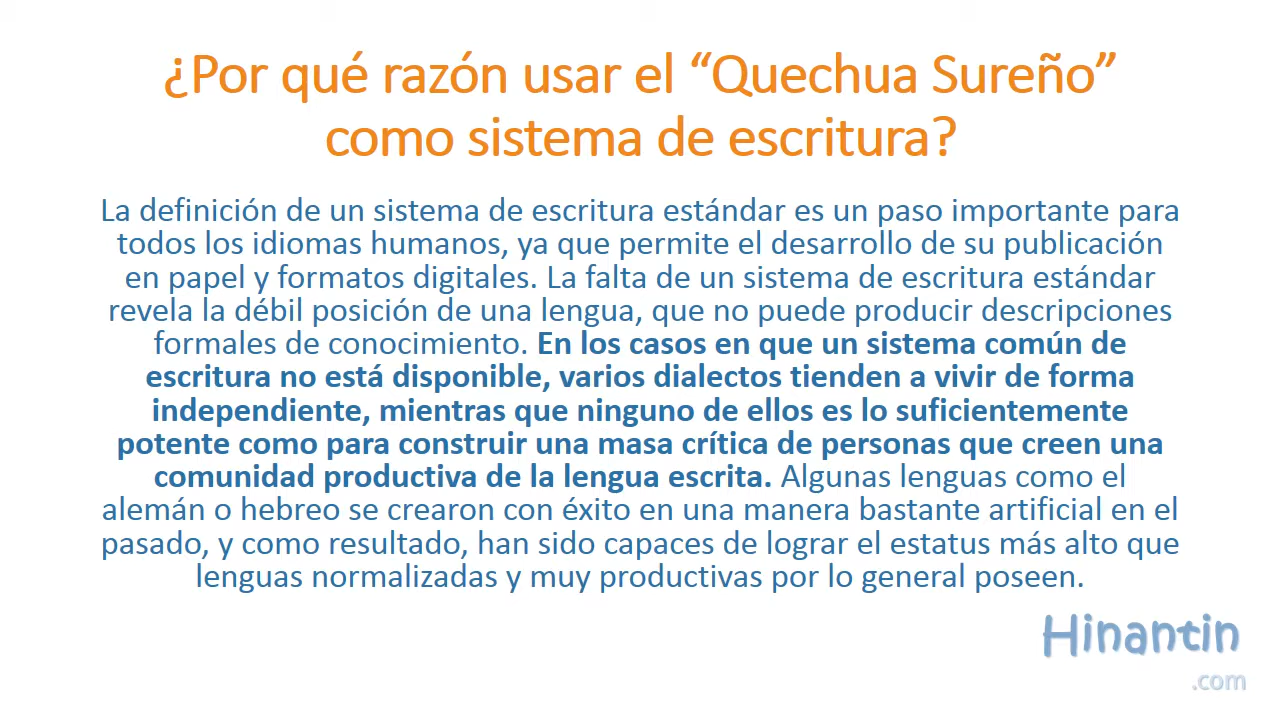 ¿Por qué razón usar el “Quechua Sureño”
como sistema de escritura?
La definición de un sistema de escritura estándar es un paso importante para
todos los idiomas humanos, ya que permite el desarrollo de su publicación
en papel y formatos digitales. La falta de un sistema de escritura estándar
revela la débil posición de una lengua, que no puede producir descripciones
formales de conocimiento. En los casos en que un sistema común de
escritura no está disponible, varios dialectos tienden a vivir de forma
independiente, mientras que ninguno de ellos es lo suficientemente
potente como para construir una masa crítica de personas que creen una
comunidad productiva de la lengua escrita. Algunas lenguas como el
alemán o hebreo se crearon con éxito en una manera bastante artificial en el
pasado, y como resultado, han sido capaces de lograr el estatus más alto que
lenguas normalizadas y muy productivas por lo general poseen.
Hinantin
.com